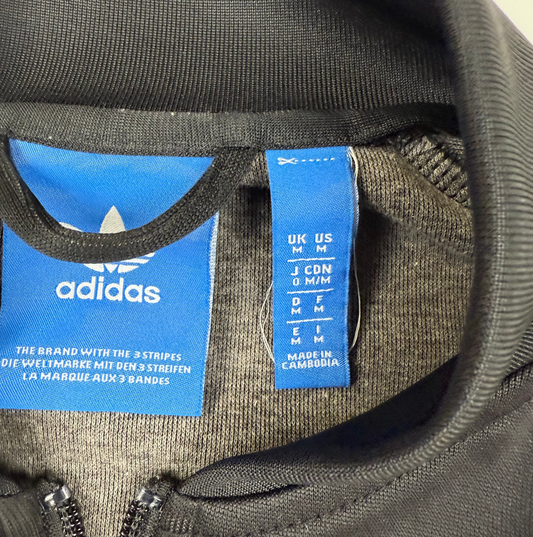 adidas
THE BRAND WITH THE 3 STRIPES
DIE WELTMARKE MIT DEN 3 STREIFEN
LA MARQUE AUX 3 BANDES
UK US
M M
J CDN
O M/M
D F
M M
E I
M M
MADE IN
CAMBODIA